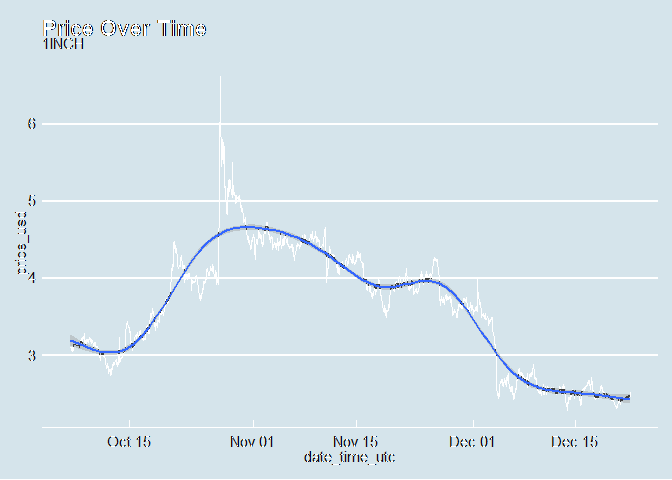 Price Over Time
1INCH
6
5
4
3
price_usd
Oct 15 Nov 01 Nov 15 Dec 01 Dec 15
date_time_utc